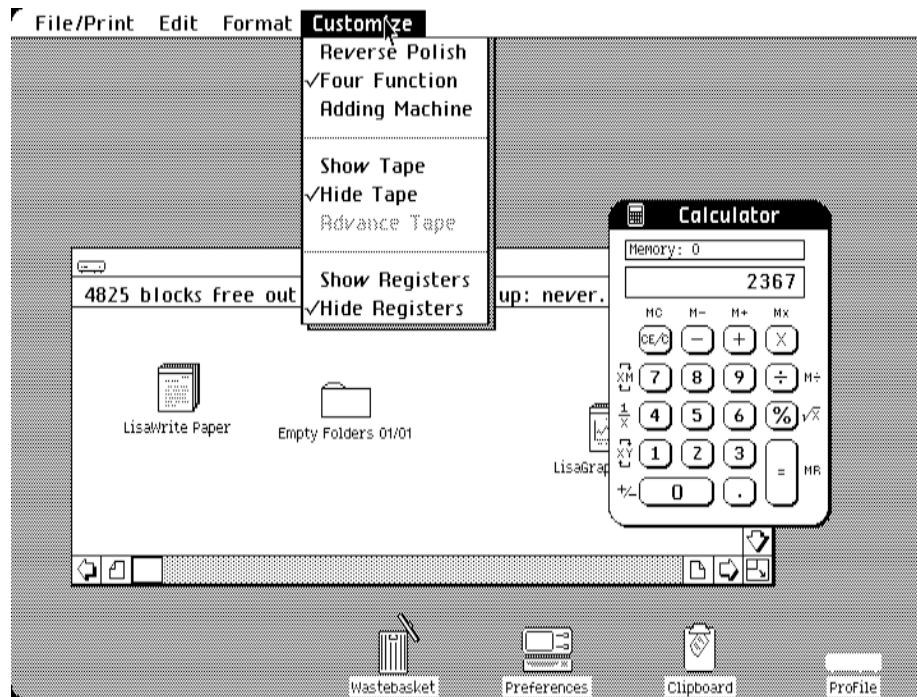 File/Print Edit Format Customize
Reverse Polish
✓Four Function
Adding Machine
Show Tape
✓Hide Tape
Advance Tape
Show Registers
✓Hide Registers
4825 blocks free out
up: never.
LisaWrite Paper
Empty Folders 01/01
LisaGrap
Calculator
Memory: 0
2367
MC M- M+ Mx
CE/C - + X
XM 7 8 9 ÷ M÷
1/X 4 5 6 % √X
XY 1 2 3 = MR
+/- 0 .
Wastebasket Preferences Clipboard ProFile